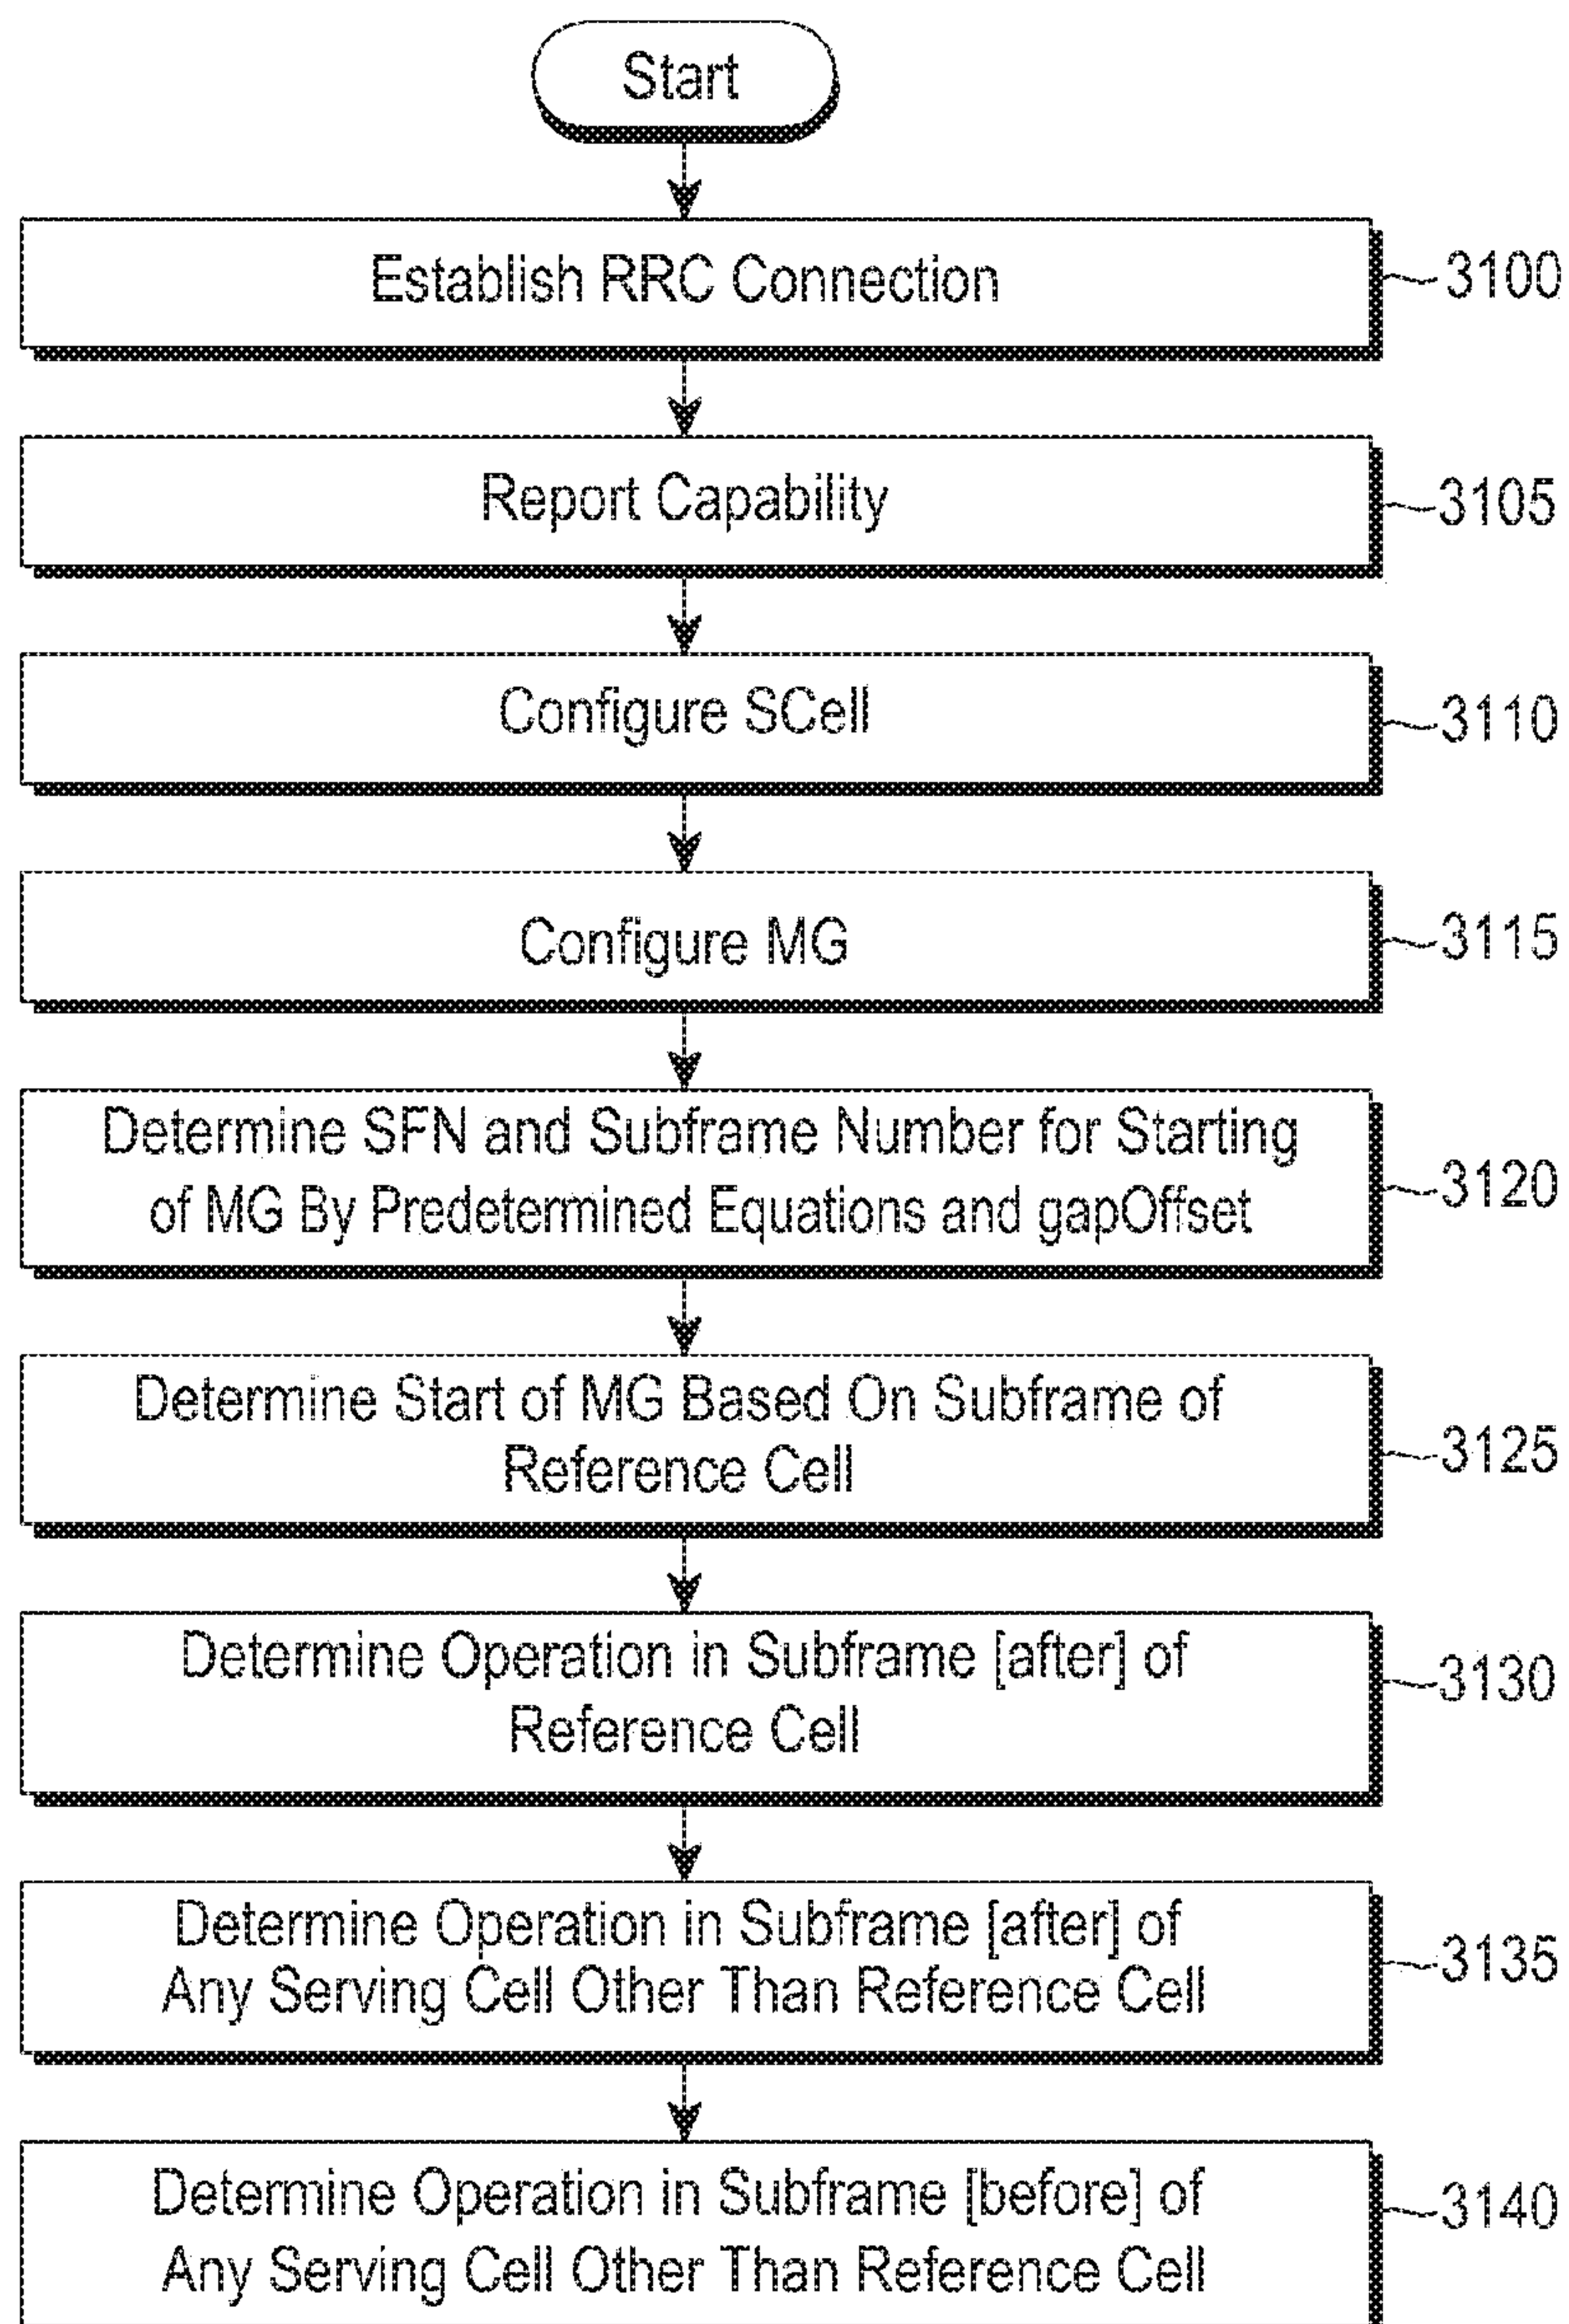 Start
Establish RRC Connection
3100
Report Capability
3105
Configure SCell
3110
Configure MG
3115
Determine SFN and Subframe Number for Starting
of MG By Predetermined Equations and gapOffset
3120
Determine Start of MG Based On Subframe of
Reference Cell
3125
Determine Operation in Subframe [after] of
Reference Cell
3130
Determine Operation in Subframe [after] of
Any Serving Cell Other Than Reference Cell
3135
Determine Operation in Subframe [before] of
Any Serving Cell Other Than Reference Cell
3140